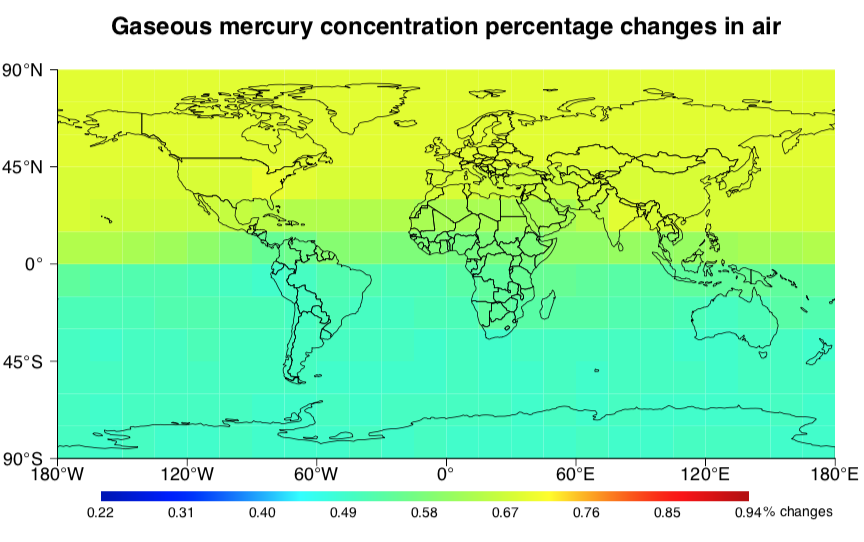 Gaseous mercury concentration percentage changes in air
90°N
45°N
0°
45°S
90°S
180°W 120°W 60°W 0° 60°E 120°E 180°E
0.22 0.31 0.40 0.49 0.58 0.67 0.76 0.85 0.94% changes